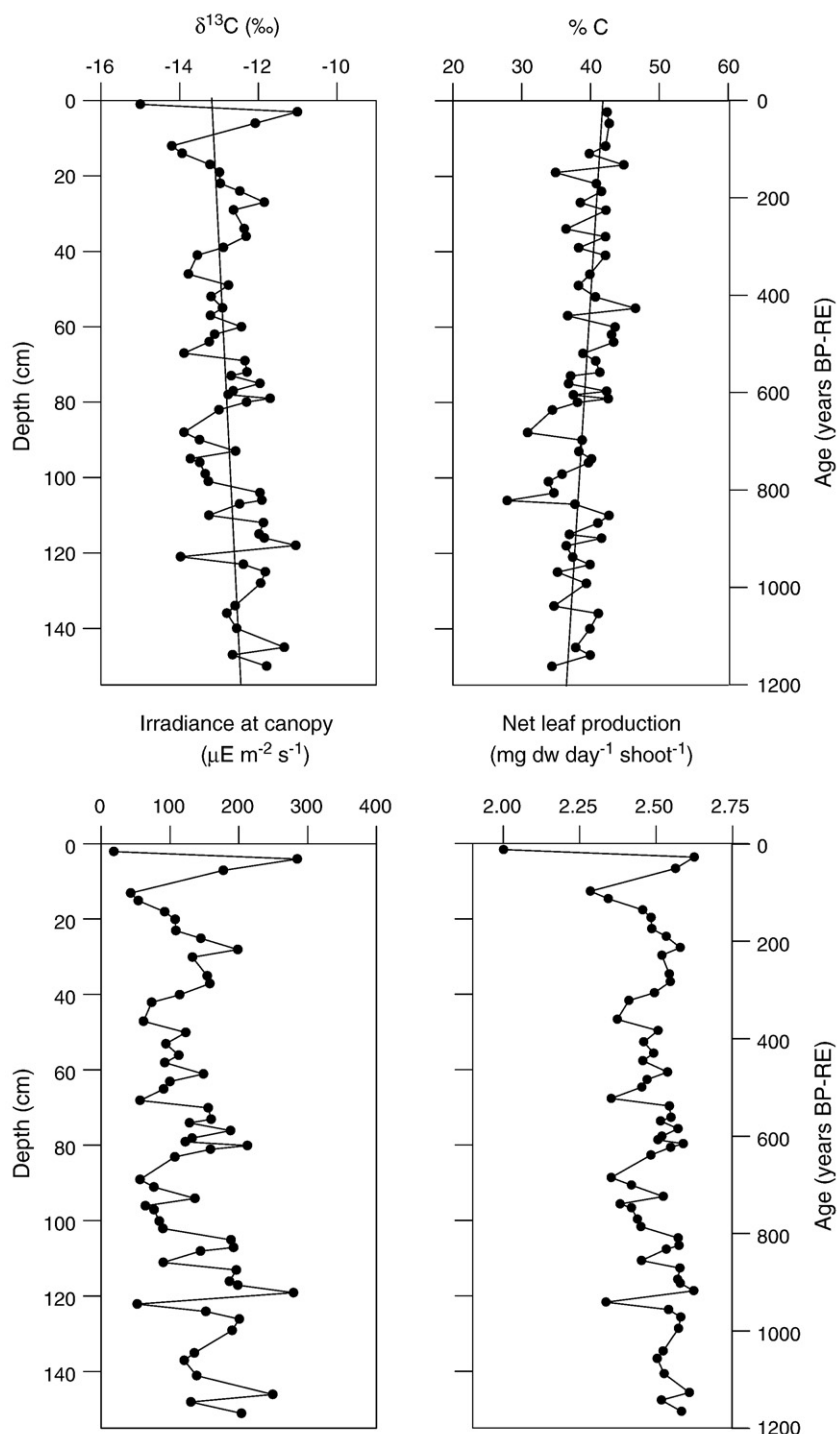 δ¹³C (‰)
-16 -14 -12 -10
% C
20 30 40 50 60
Depth (cm)
0
20
40
60
80
100
120
140
0
200
400
600
800
1000
1200
Age (years BP-RE)
Irradiance at canopy
(μE m⁻² s⁻¹)
0 100 200 300 400
Net leaf production
(mg dw day⁻¹ shoot⁻¹)
2.00 2.25 2.50 2.75
Depth (cm)
0
20
40
60
80
100
120
140
0
200
400
600
800
1000
1200
Age (years BP-RE)